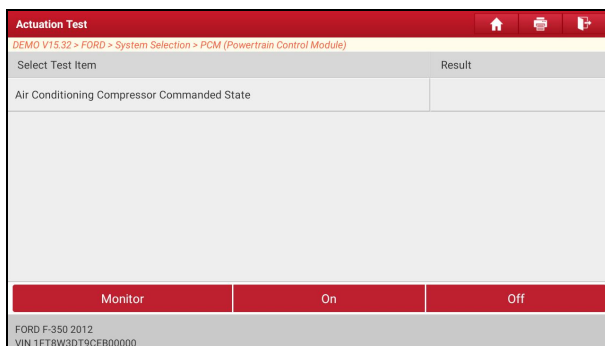 Actuation Test
DEMO V15.32 > FORD > System Selection > PCM (Powertrain Control Module)
Select Test Item Result
Air Conditioning Compressor Commanded State
Monitor On Off
FORD F-350 2012
VIN 1FT8W3DT9CEB00000